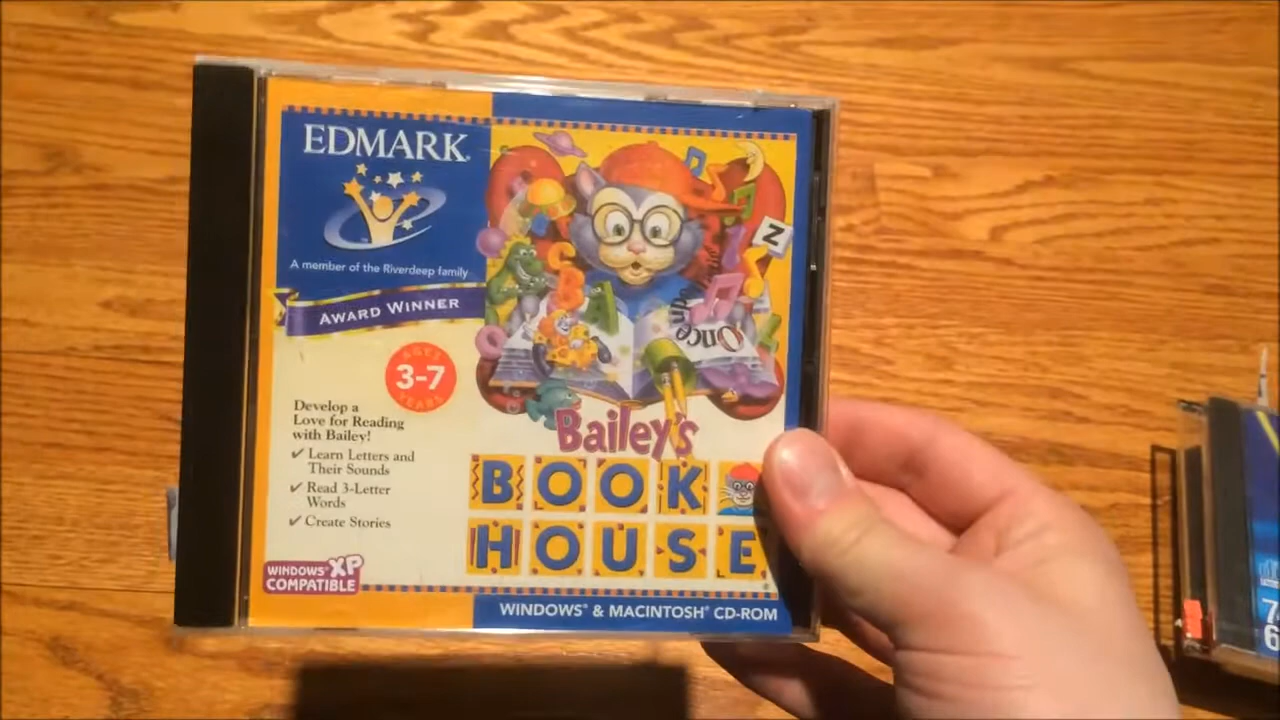 EDMARK®
A member of the Riverdeep family
AWARD WINNER
AGES
3-7
YEARS
Develop a
Love for Reading
with Bailey!
✓ Learn Letters and
Their Sounds
✓ Read 3-Letter
Words
✓ Create Stories
WINDOWS® XP
COMPATIBLE
Z
A
Once
upon
Bailey's
BOOK
HOUSE
WINDOWS® & MACINTOSH® CD-ROM
7
6